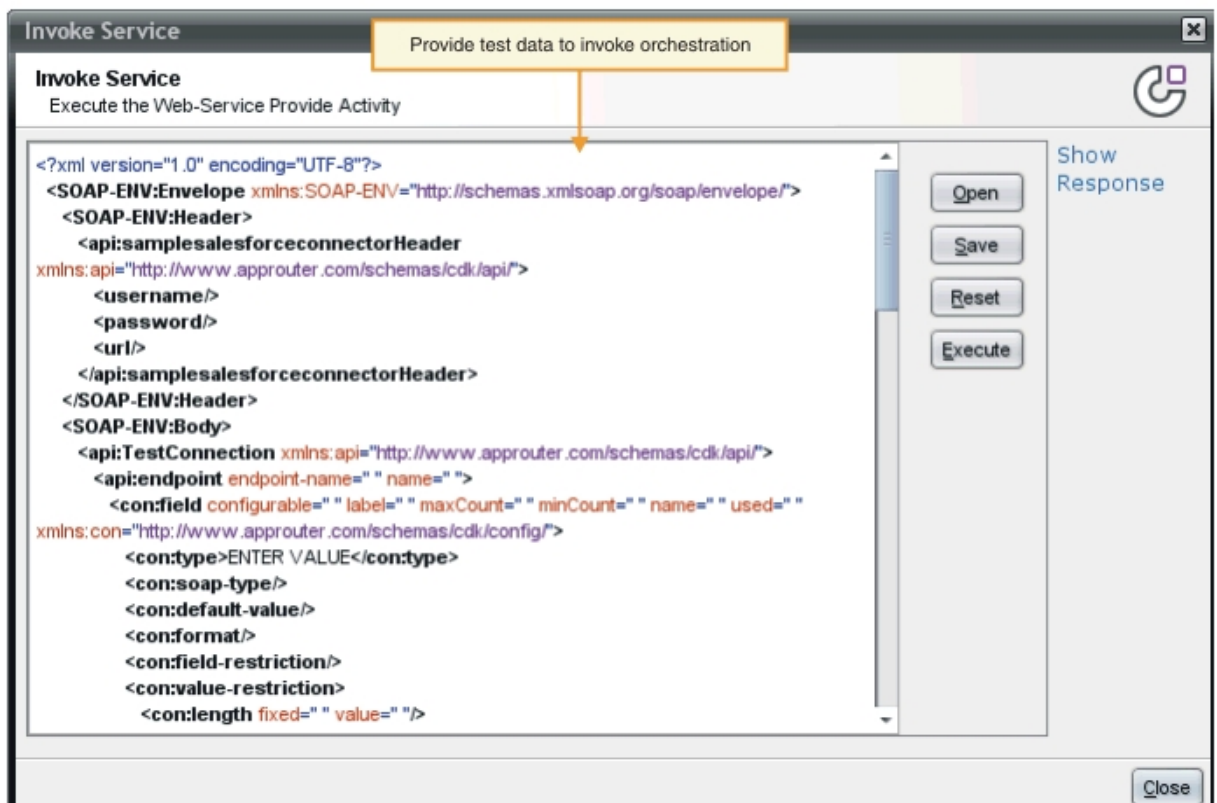 Invoke Service
Provide test data to invoke orchestration
Invoke Service
Execute the Web-Service Provide Activity
<?xml version="1.0" encoding="UTF-8"?>
<SOAP-ENV:Envelope xmlns:SOAP-ENV="http://schemas.xmlsoap.org/soap/envelope/">
<SOAP-ENV:Header>
<api:samplesalesforceconnectorHeader
xmlns:api="http://www.approuter.com/schemas/cdk/api/">
<username/>
<password/>
<url/>
</api:samplesalesforceconnectorHeader>
</SOAP-ENV:Header>
<SOAP-ENV:Body>
<api:TestConnection xmlns:api="http://www.approuter.com/schemas/cdk/api/">
<api:endpoint endpoint-name=" " name=" ">
<con:field configurable=" " label=" " maxCount=" " minCount=" " name=" " used=" "
xmlns:con="http://www.approuter.com/schemas/cdk/config/">
<con:type>ENTER VALUE</con:type>
<con:soap-type/>
<con:default-value/>
<con:format/>
<con:field-restriction/>
<con:value-restriction>
<con:length fixed=" " value=" "/>
Open
Save
Reset
Execute
Show
Response
Close